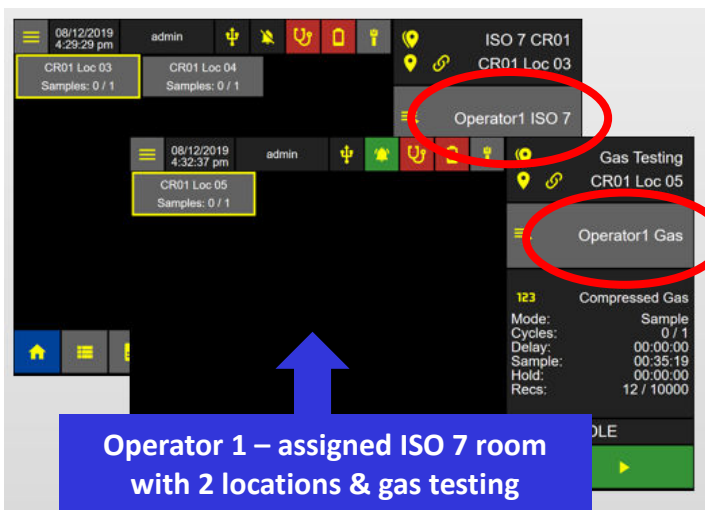 08/12/2019
4:29:29 pm
admin
ISO 7 CR01
CR01 Loc 03
CR01 Loc 03
Samples: 0 / 1
CR01 Loc 04
Samples: 0 / 1
Operator1 ISO 7
08/12/2019
4:32:37 pm
admin
Gas Testing
CR01 Loc 05
CR01 Loc 05
Samples: 0 / 1
Operator1 Gas
123 Compressed Gas
Mode: Sample
Cycles: 0 / 1
Delay: 00:00:00
Sample: 00:35:19
Hold: 00:00:00
Recs: 12 / 10000
Operator 1 – assigned ISO 7 room
with 2 locations & gas testing